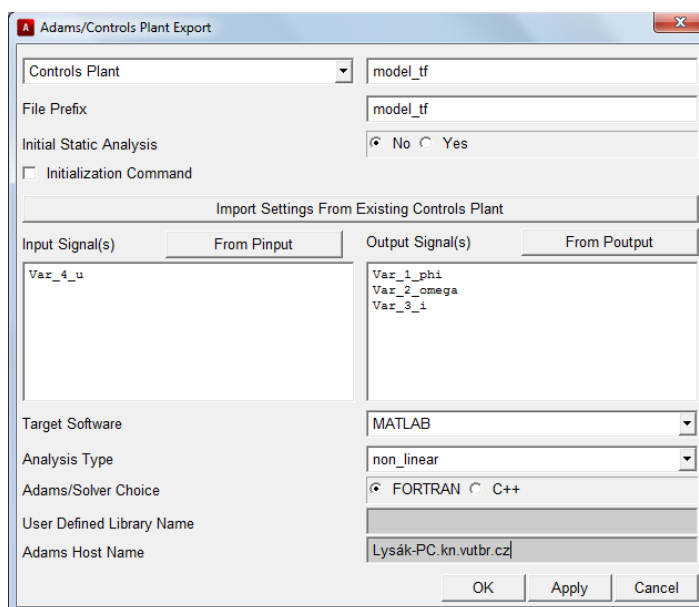 Adams/Controls Plant Export
Controls Plant model_tf
File Prefix model_tf
Initial Static Analysis No Yes
Initialization Command
Import Settings From Existing Controls Plant
Input Signal(s) From Pinput Output Signal(s) From Poutput
Var_4_u Var_1_phi
Var_2_omega
Var_3_i
Target Software MATLAB
Analysis Type non_linear
Adams/Solver Choice FORTRAN C++
User Defined Library Name
Adams Host Name Lysák-PC.kn.vutbr.cz
OK Apply Cancel